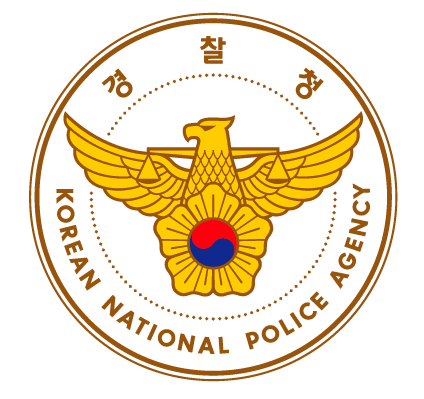 경찰청
KOREAN NATIONAL POLICE AGENCY